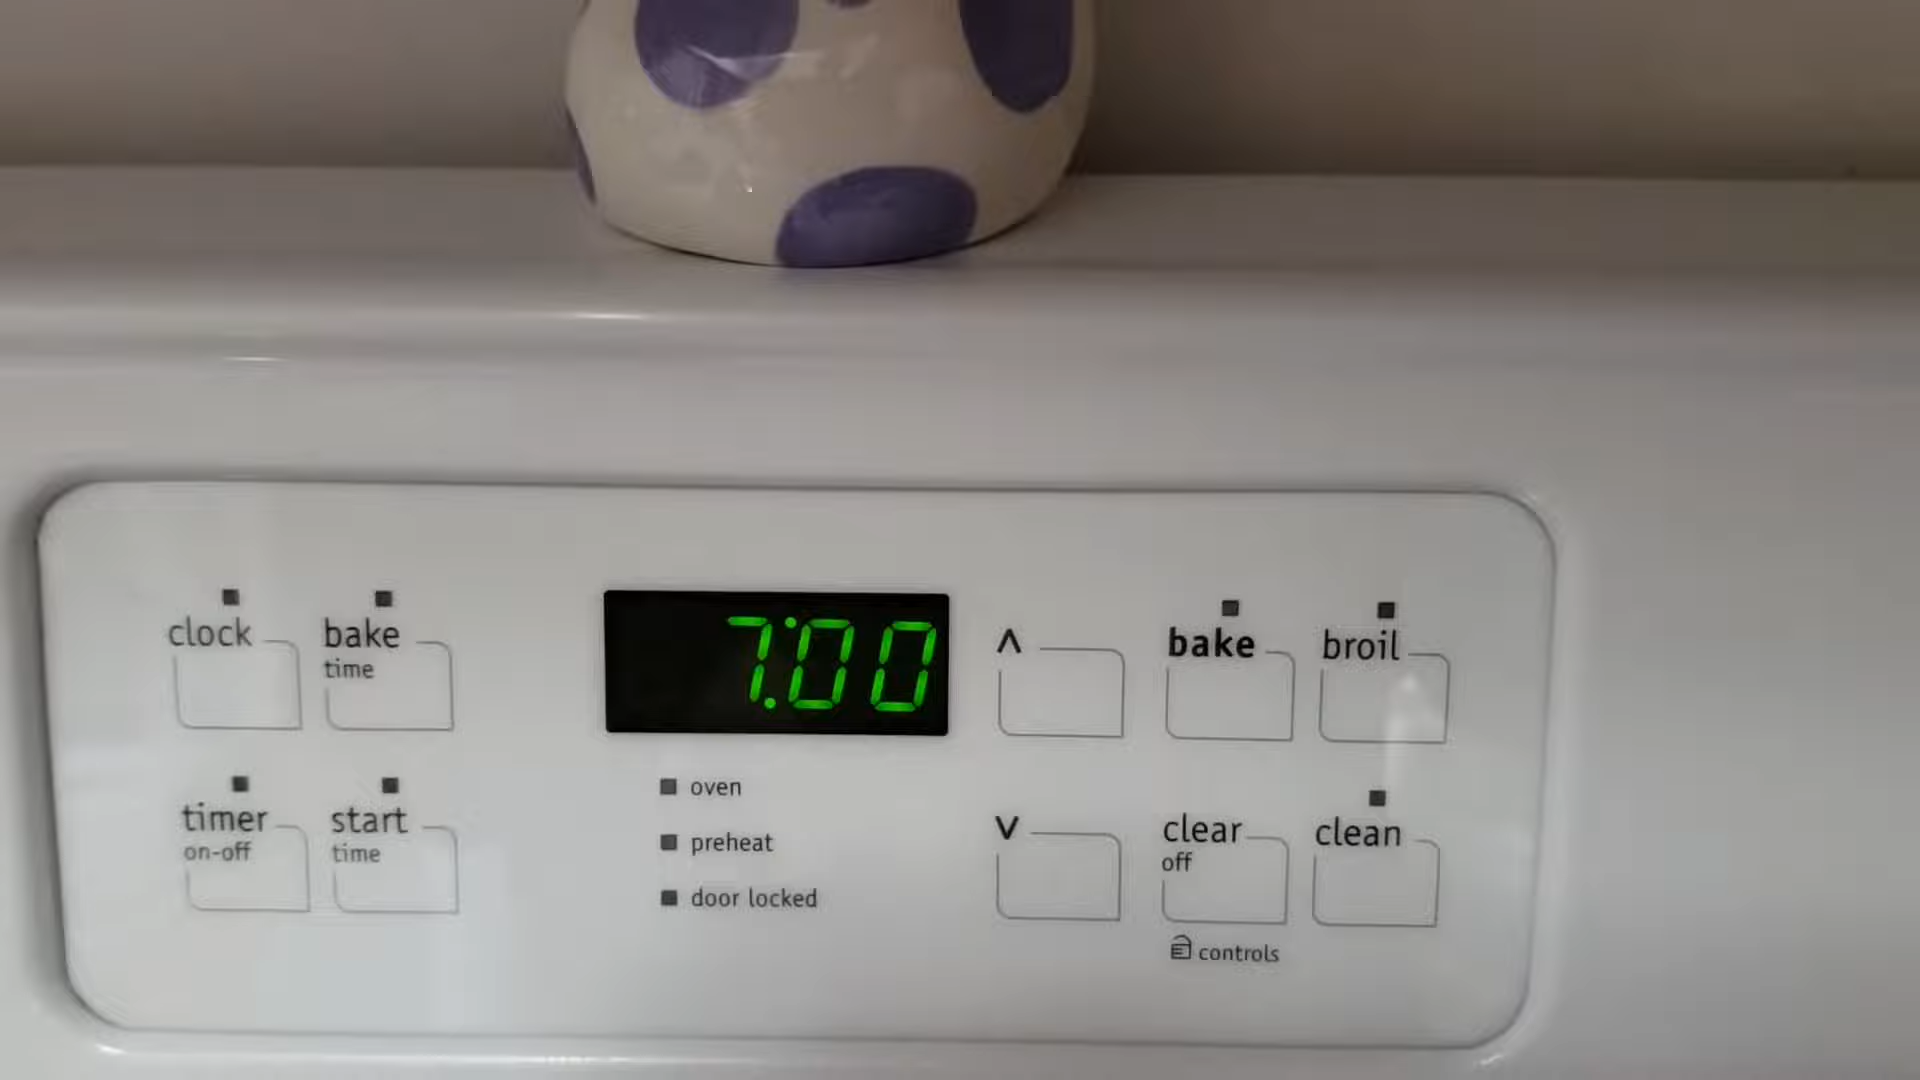 clock
bake
time
7:00
^
bake
broil
timer
on-off
start
time
oven
preheat
door locked
v
clear
off
clean
controls